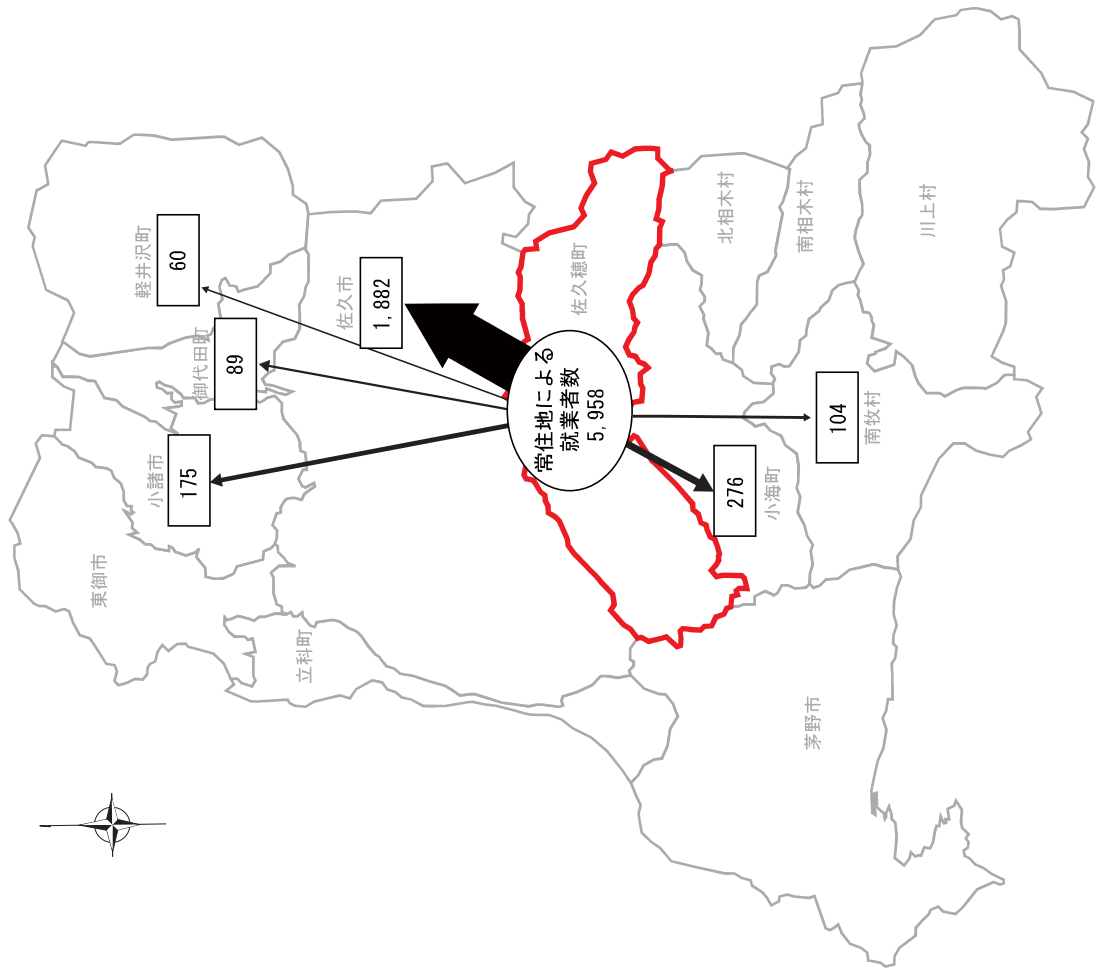 軽井沢町
60
御代田町
89
佐久市
1,882
小諸市
175
東御市
立科町
佐久穂町
常住地による
就業者数
5,958
北相木村
南相木村
川上村
104
南牧村
276
小海町
茅野市